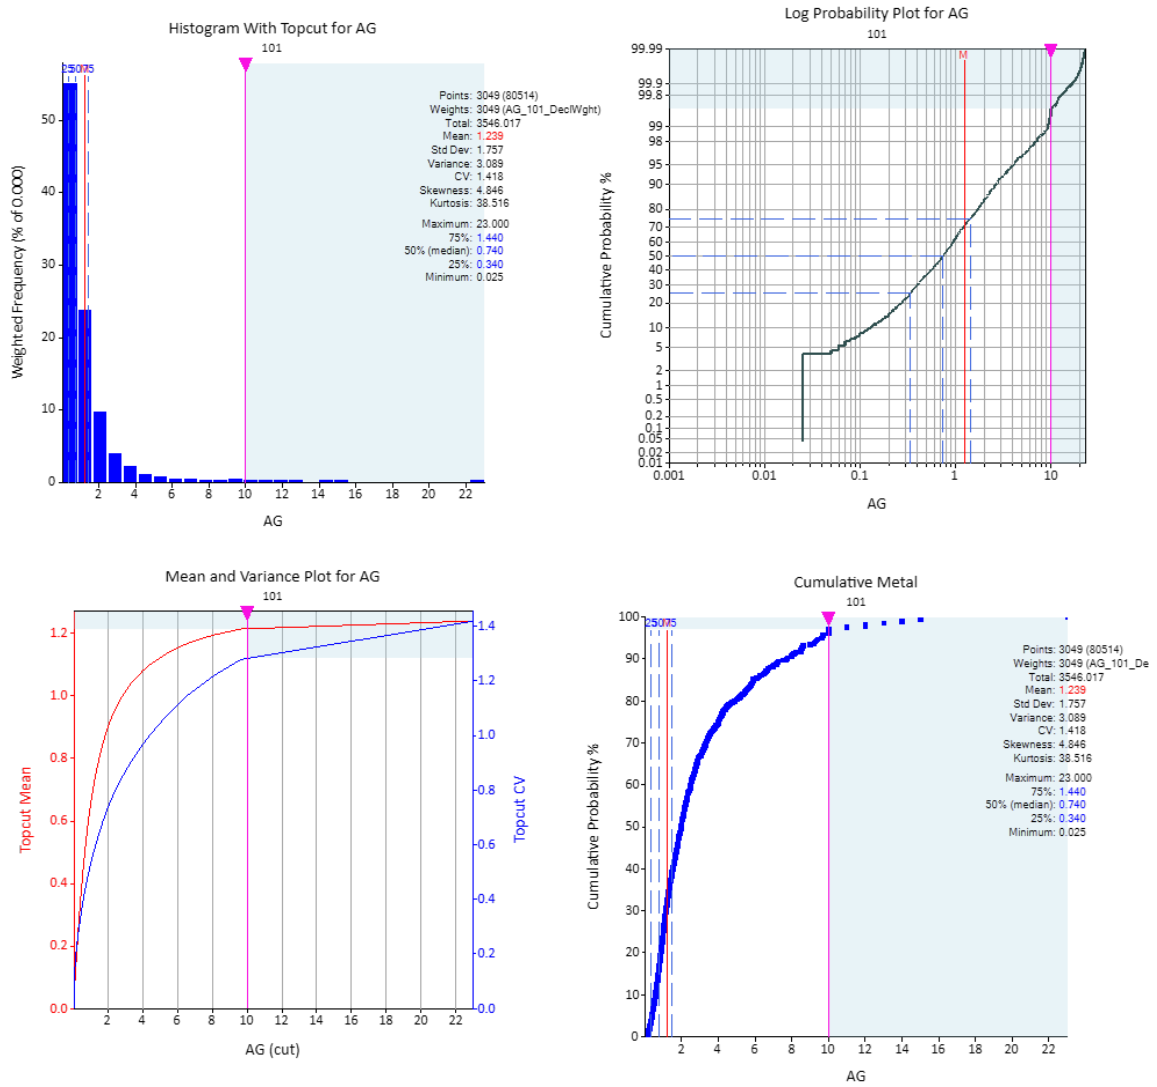 Histogram With Topcut for AG
101
25 50 M 75
Points: 3049 (80514)
Weights: 3049 (AG_101_DeclWght)
Total: 3546.017
Mean: 1.239
Std Dev: 1.757
Variance: 3.089
CV: 1.418
Skewness: 4.846
Kurtosis: 38.516
Maximum: 23.000
75%: 1.440
50% (median): 0.740
25%: 0.340
Minimum: 0.025
Weighted Frequency (% of 0.000)
50
40
30
20
10
0
2 4 6 8 10 12 14 16 18 20 22
AG
Log Probability Plot for AG
101
M
Cumulative Probability %
99.99
99.9
99.8
99
98
95
90
80
70
60
50
40
30
20
10
5
2
1
0.5
0.2
0.1
0.05
0.02
0.01
0.001 0.01 0.1 1 10
AG
Mean and Variance Plot for AG
101
Topcut Mean
1.2
1.0
0.8
0.6
0.4
0.2
0.0
Topcut CV
1.4
1.2
1.0
0.8
0.6
0.4
0.2
0.0
2 4 6 8 10 12 14 16 18 20 22
AG (cut)
Cumulative Metal
101
25 50 M 75
Points: 3049 (80514)
Weights: 3049 (AG_101_De
Total: 3546.017
Mean: 1.239
Std Dev: 1.757
Variance: 3.089
CV: 1.418
Skewness: 4.846
Kurtosis: 38.516
Maximum: 23.000
75%: 1.440
50% (median): 0.740
25%: 0.340
Minimum: 0.025
Cumulative Probability %
100
90
80
70
60
50
40
30
20
10
0
2 4 6 8 10 12 14 16 18 20 22
AG